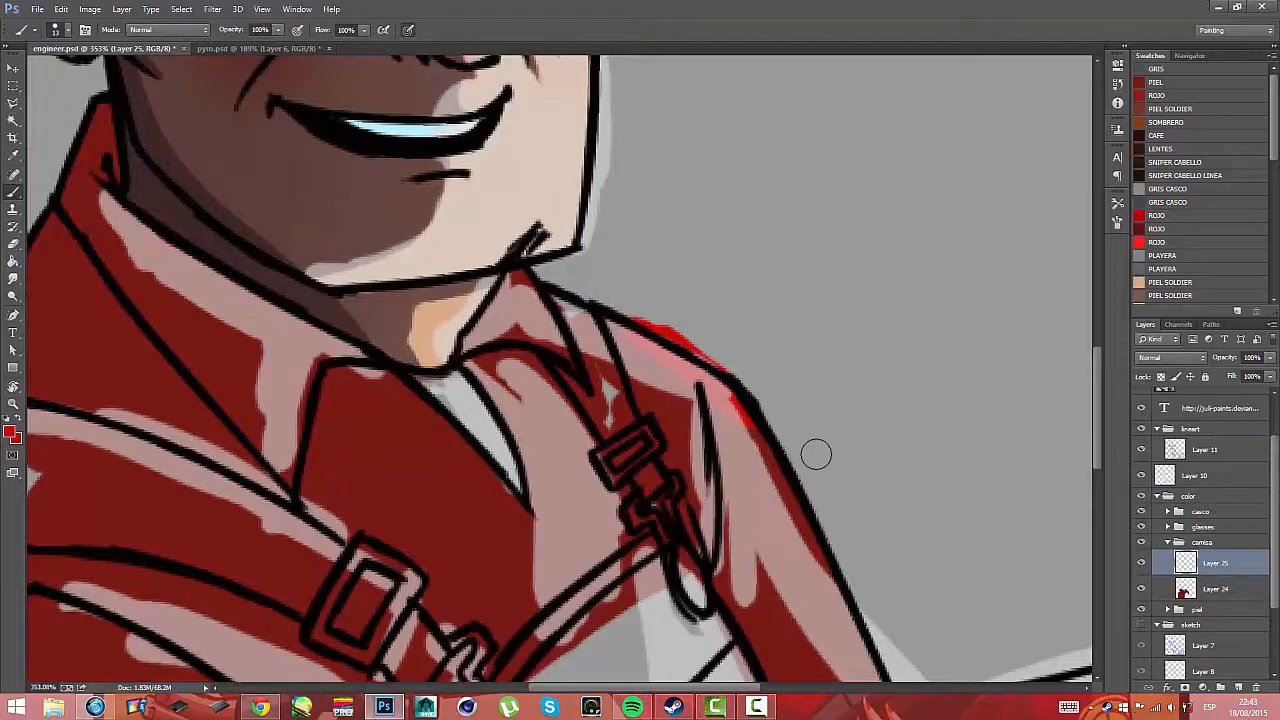 Ps File Edit Image Layer Type Select Filter 3D View Window Help
13 Mode: Normal Opacity: 100% Flow: 100% Painting
engineer.psd @ 353% (Layer 25, RGB/8) * × pyro.psd @ 189% (Layer 6, RGB/8) * ×
Swatches Navigator
GRIS
PIEL
ROJO
PIEL SOLDIER
SOMBRERO
CAFE
LENTES
SNIPER CABELLO
SNIPER CABELLO LINEA
GRIS CASCO
GRIS CASCO
ROJO
ROJO
ROJO
PLAYERA
PLAYERA
PIEL SOLDIER
PIEL SOLDIER
Layers Channels Paths
Kind
Normal Opacity: 100%
Lock: Fill: 100%
T http://juli-paints.devian...
lineart
Layer 11
Layer 10
color
casco
glasses
camisa
Layer 25
Layer 24
piel
sketch
Layer 7
Layer 8
353.08% Doc: 1.83M/68.2M
fx
PRO Ps ESP 22:43
18/08/2015